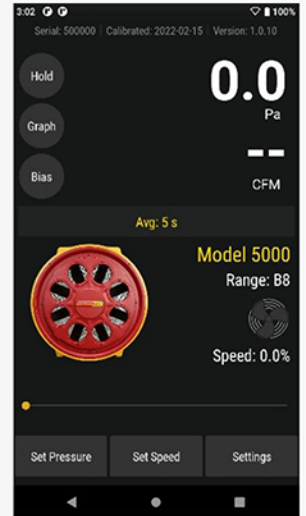 3:02 100%
Serial: 500000 | Calibrated: 2022-02-15 | Version: 1.0.10
Hold
0.0
Pa
Graph
--
Bias
CFM
Avg: 5 s
Model 5000
Range: B8
Speed: 0.0%
Set Pressure Set Speed Settings